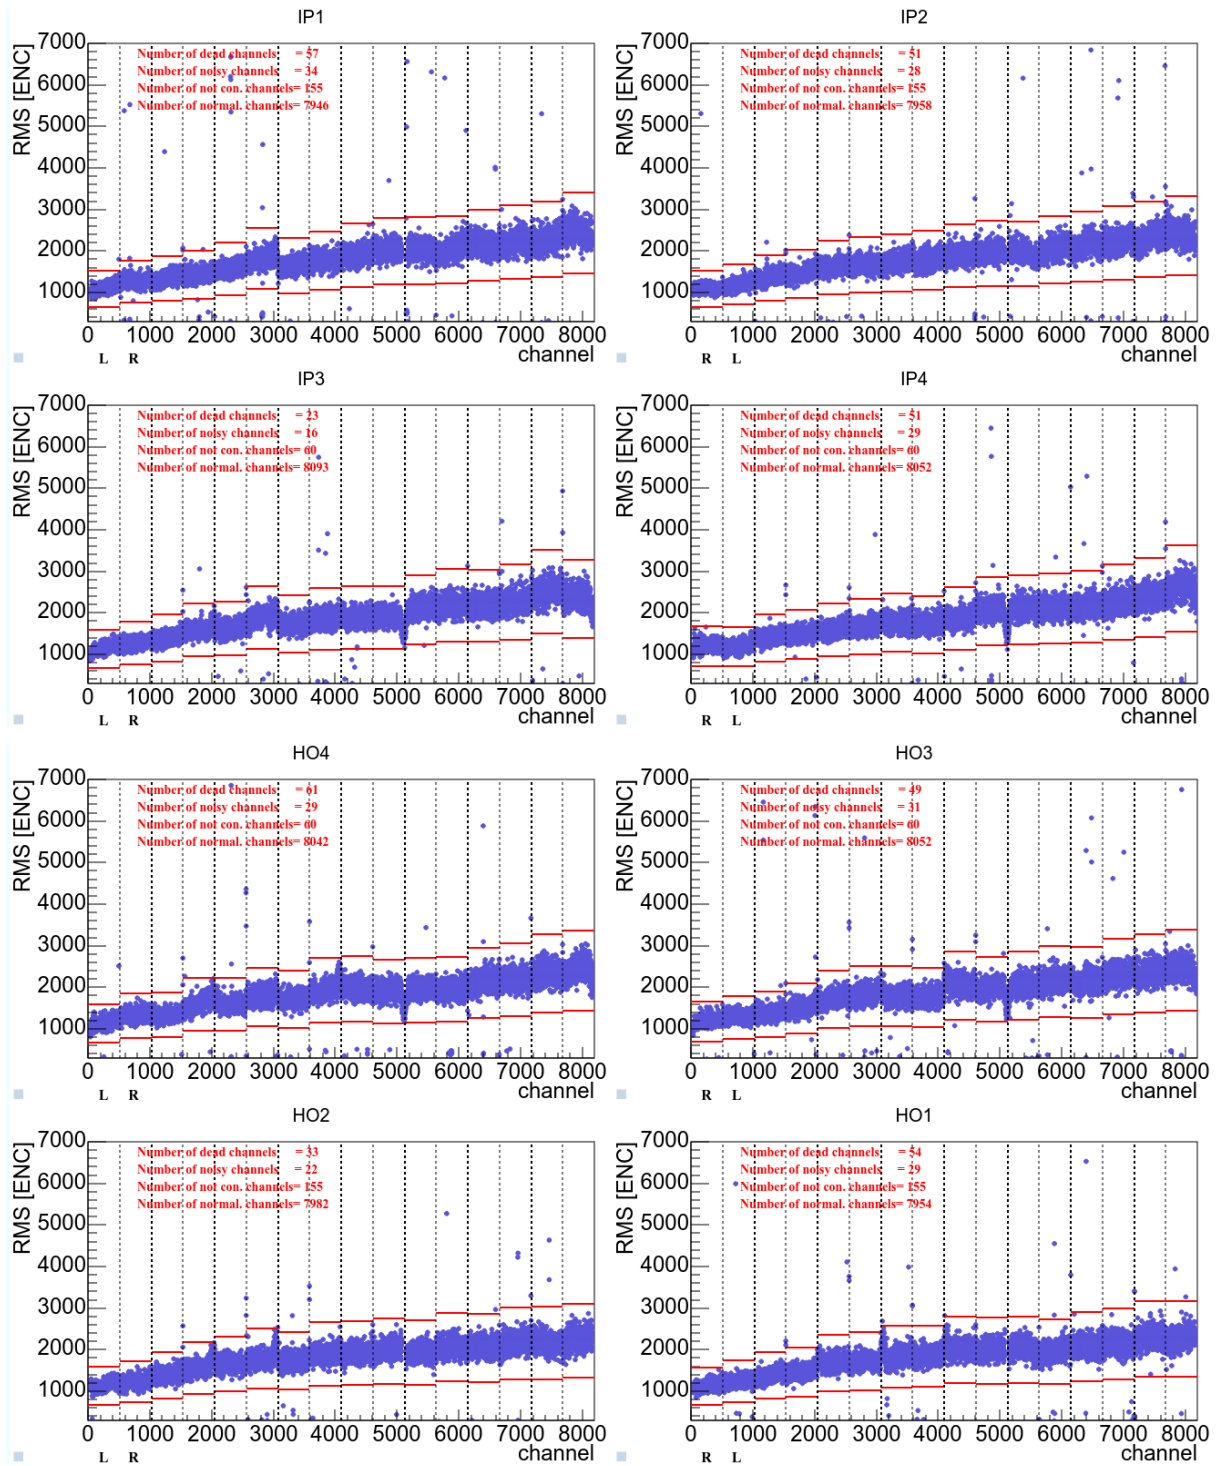 IP1
RMS [ENC]
7000
6000
5000
4000
3000
2000
1000
Number of dead channels = 57
Number of noisy channels = 34
Number of not con. channels= 155
Number of normal. channels= 7946
0 1000 2000 3000 4000 5000 6000 7000 8000
channel
L R
IP2
RMS [ENC]
7000
6000
5000
4000
3000
2000
1000
Number of dead channels = 51
Number of noisy channels = 28
Number of not con. channels= 155
Number of normal. channels= 7958
0 1000 2000 3000 4000 5000 6000 7000 8000
channel
R L
IP3
RMS [ENC]
7000
6000
5000
4000
3000
2000
1000
Number of dead channels = 23
Number of noisy channels = 16
Number of not con. channels= 60
Number of normal. channels= 8093
0 1000 2000 3000 4000 5000 6000 7000 8000
channel
L R
IP4
RMS [ENC]
7000
6000
5000
4000
3000
2000
1000
Number of dead channels = 51
Number of noisy channels = 29
Number of not con. channels= 60
Number of normal. channels= 8052
0 1000 2000 3000 4000 5000 6000 7000 8000
channel
R L
HO4
RMS [ENC]
7000
6000
5000
4000
3000
2000
1000
Number of dead channels = 61
Number of noisy channels = 29
Number of not con. channels= 60
Number of normal. channels= 8042
0 1000 2000 3000 4000 5000 6000 7000 8000
channel
L R
HO3
RMS [ENC]
7000
6000
5000
4000
3000
2000
1000
Number of dead channels = 49
Number of noisy channels = 31
Number of not con. channels= 60
Number of normal. channels= 8052
0 1000 2000 3000 4000 5000 6000 7000 8000
channel
R L
HO2
RMS [ENC]
7000
6000
5000
4000
3000
2000
1000
Number of dead channels = 33
Number of noisy channels = 22
Number of not con. channels= 155
Number of normal. channels= 7982
0 1000 2000 3000 4000 5000 6000 7000 8000
channel
L R
HO1
RMS [ENC]
7000
6000
5000
4000
3000
2000
1000
Number of dead channels = 54
Number of noisy channels = 29
Number of not con. channels= 155
Number of normal. channels= 7954
0 1000 2000 3000 4000 5000 6000 7000 8000
channel
R L